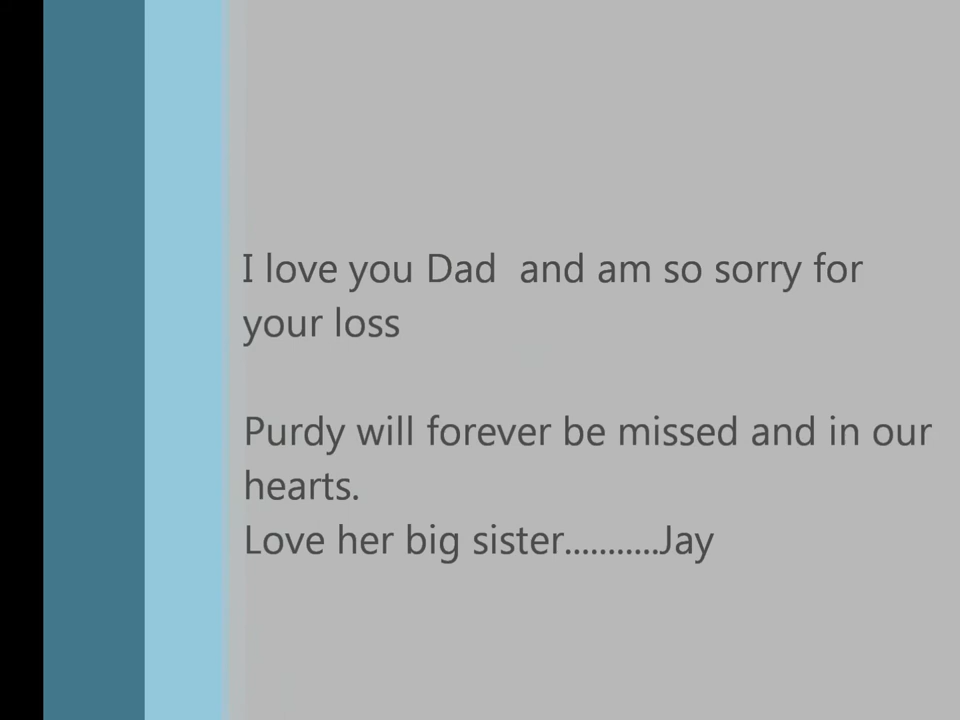 I love you Dad  and am so sorry for
your loss
Purdy will forever be missed and in our
hearts.
Love her big sister...........Jay